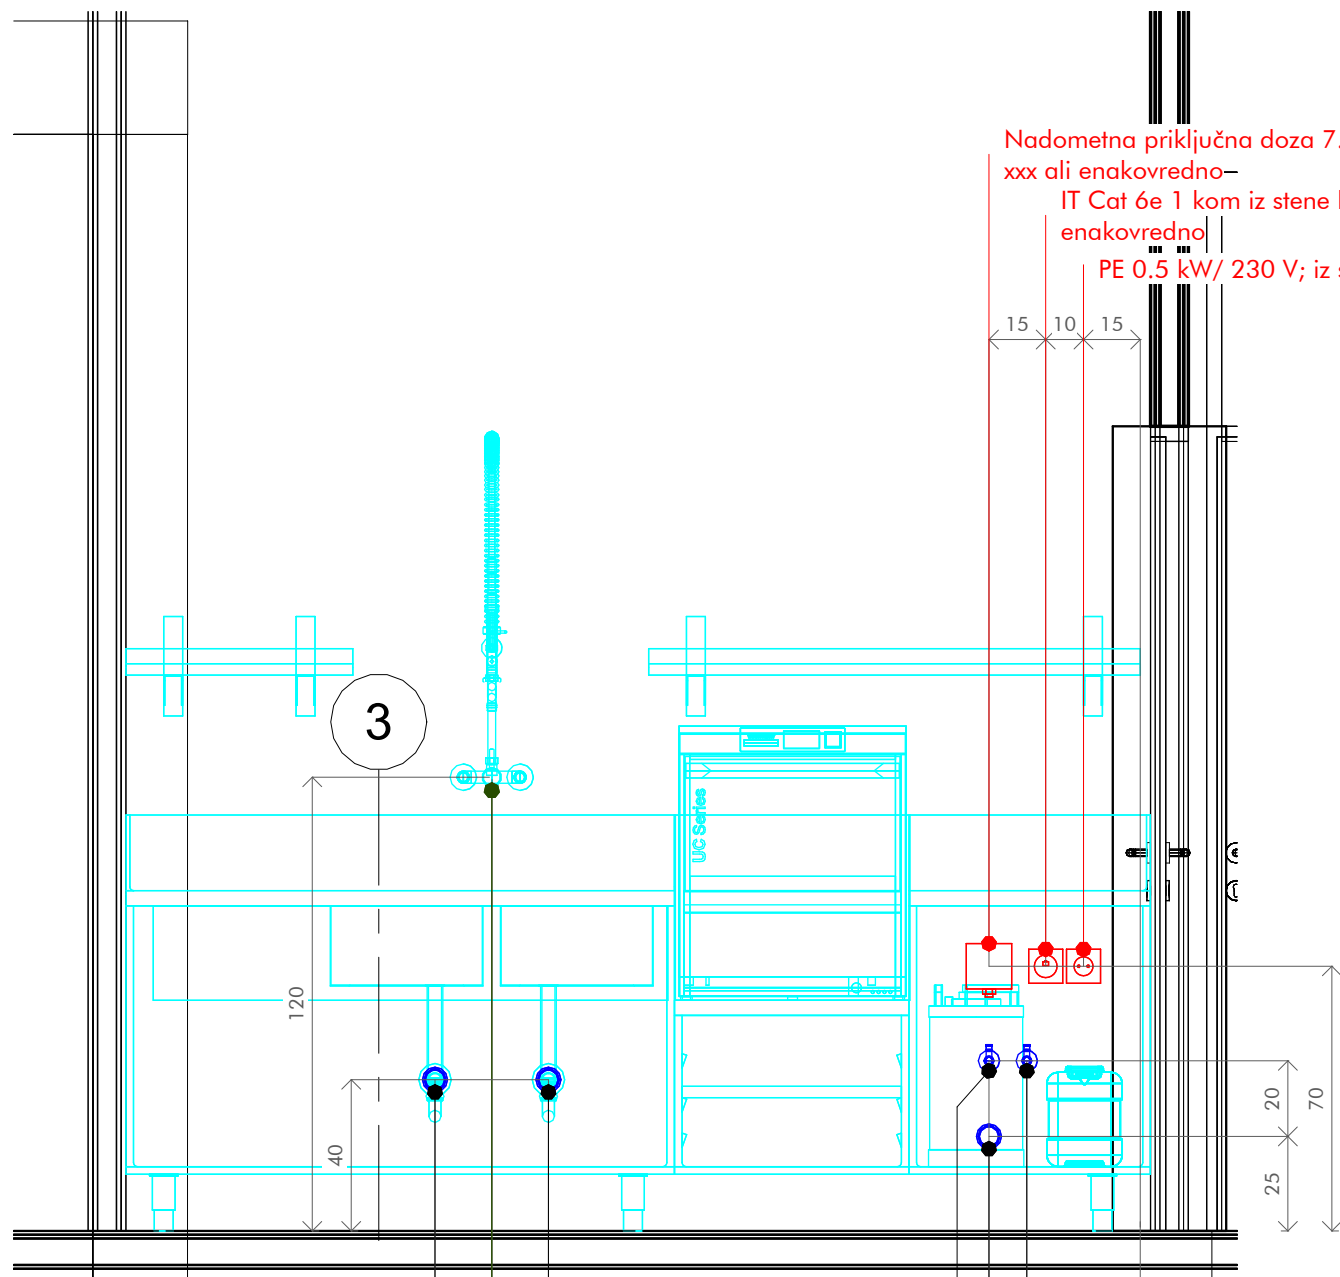 Nadometna priključna doza 7.
xxx ali enakovredno
IT Cat 6e 1 kom iz stene
enakovredno
PE 0.5 kW/ 230 V; iz s
15 10 15
3
UC Series
120
40
20
70
25